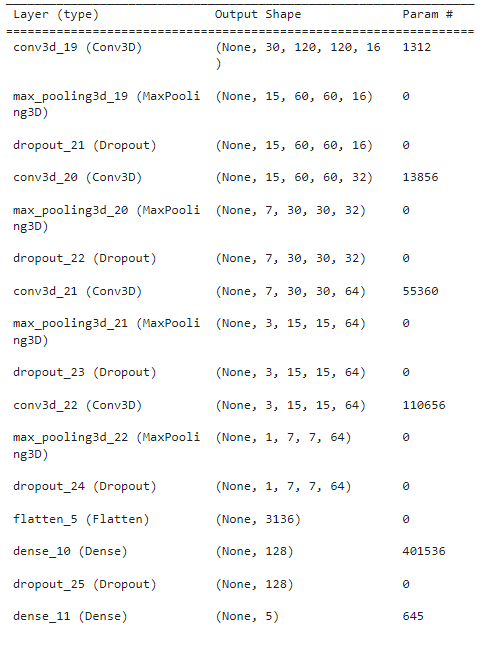 Layer (type) Output Shape Param #
=================================================================
conv3d_19 (Conv3D) (None, 30, 120, 120, 16 1312
)
max_pooling3d_19 (MaxPooli (None, 15, 60, 60, 16) 0
ng3D)
dropout_21 (Dropout) (None, 15, 60, 60, 16) 0
conv3d_20 (Conv3D) (None, 15, 60, 60, 32) 13856
max_pooling3d_20 (MaxPooli (None, 7, 30, 30, 32) 0
ng3D)
dropout_22 (Dropout) (None, 7, 30, 30, 32) 0
conv3d_21 (Conv3D) (None, 7, 30, 30, 64) 55360
max_pooling3d_21 (MaxPooli (None, 3, 15, 15, 64) 0
ng3D)
dropout_23 (Dropout) (None, 3, 15, 15, 64) 0
conv3d_22 (Conv3D) (None, 3, 15, 15, 64) 110656
max_pooling3d_22 (MaxPooli (None, 1, 7, 7, 64) 0
ng3D)
dropout_24 (Dropout) (None, 1, 7, 7, 64) 0
flatten_5 (Flatten) (None, 3136) 0
dense_10 (Dense) (None, 128) 401536
dropout_25 (Dropout) (None, 128) 0
dense_11 (Dense) (None, 5) 645